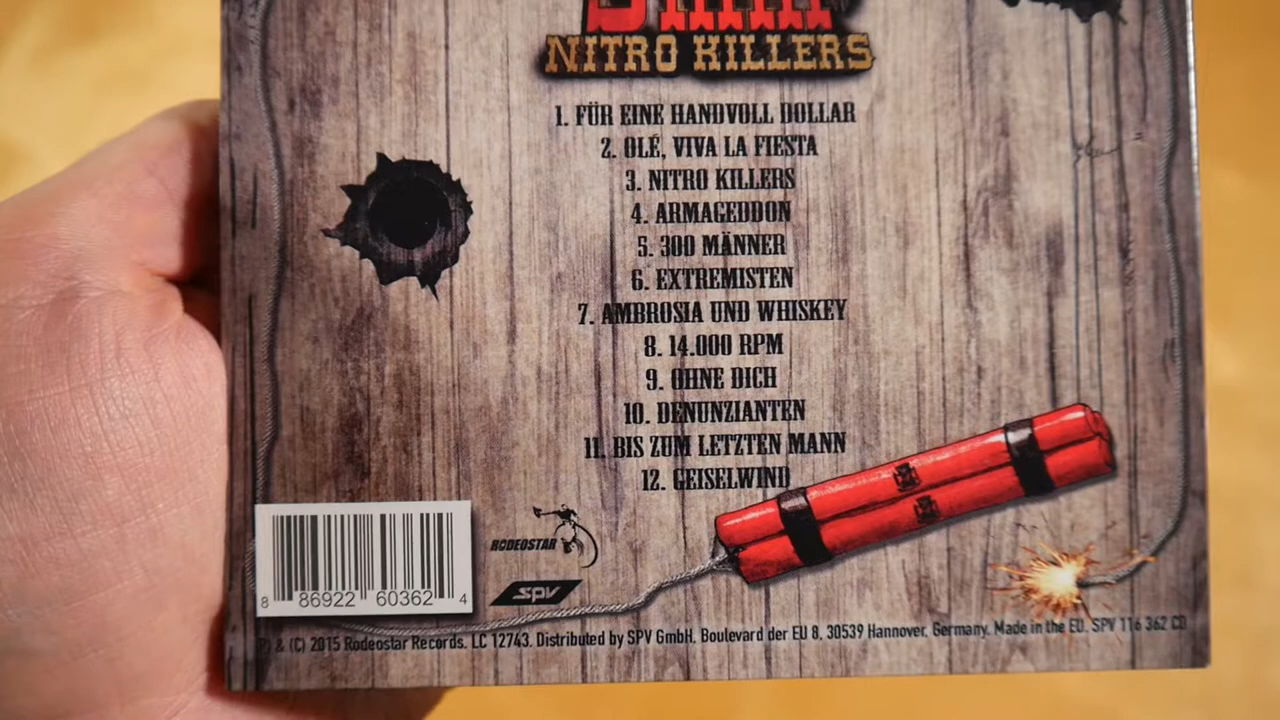 NITRO KILLERS
1. FÜR EINE HANDVOLL DOLLAR
2. OLÉ, VIVA LA FIESTA
3. NITRO KILLERS
4. ARMAGEDDON
5. 300 MÄNNER
6. EXTREMISTEN
7. AMBROSIA UND WHISKEY
8. 14.000 RPM
9. OHNE DICH
10. DENUNZIANTEN
11. BIS ZUM LETZTEN MANN
12. GEISELWIND
RODEOSTAR
SPV
8 86922 60362 4
(P) & (C) 2015 Rodeostar Records. LC 12743. Distributed by SPV GmbH. Boulevard der EU 8, 30539 Hannover, Germany. Made in the EU. SPV 116 362 CD